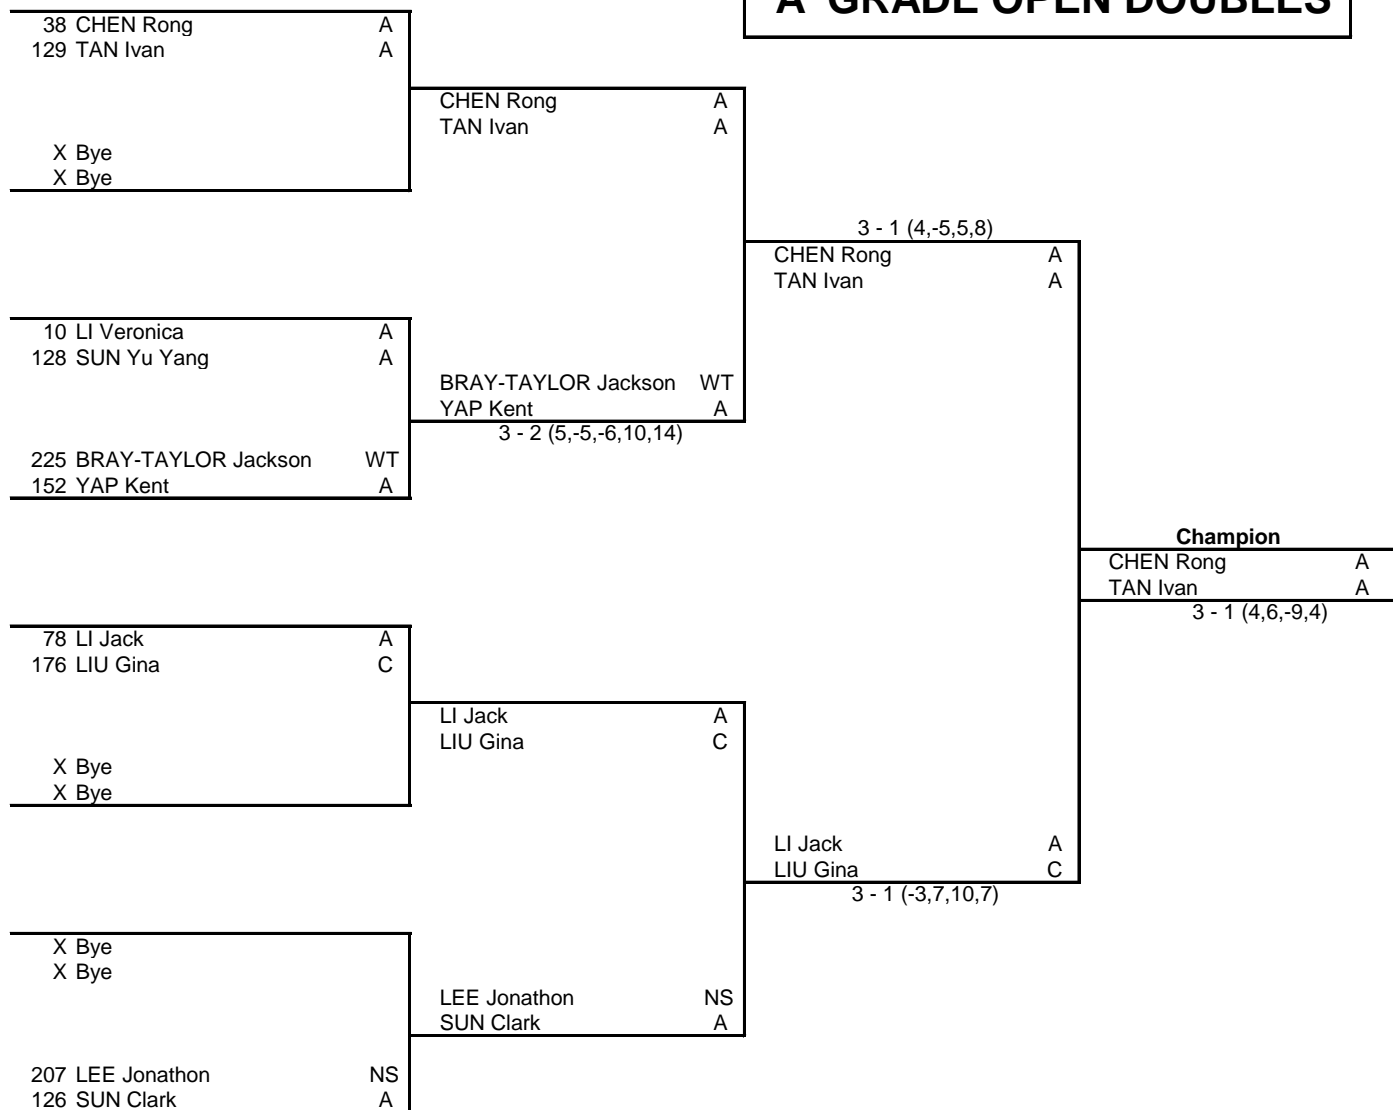 A GRADE OPEN DOUBLES
38 CHEN Rong A
129 TAN Ivan A
CHEN Rong A
TAN Ivan A
X Bye
X Bye
3 - 1 (4,-5,5,8)
CHEN Rong A
TAN Ivan A
10 LI Veronica A
128 SUN Yu Yang A
BRAY-TAYLOR Jackson WT
YAP Kent A
3 - 2 (5,-5,-6,10,14)
225 BRAY-TAYLOR Jackson WT
152 YAP Kent A
Champion
CHEN Rong A
TAN Ivan A
3 - 1 (4,6,-9,4)
78 LI Jack A
176 LIU Gina C
LI Jack A
LIU Gina C
X Bye
X Bye
LI Jack A
LIU Gina C
3 - 1 (-3,7,10,7)
X Bye
X Bye
LEE Jonathon NS
SUN Clark A
207 LEE Jonathon NS
126 SUN Clark A